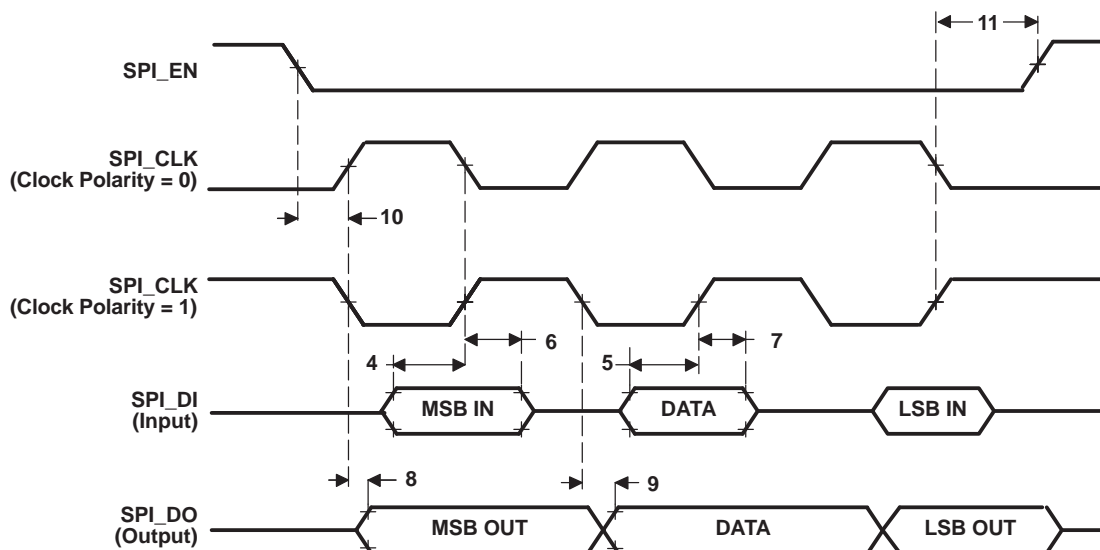 11
SPI_EN
SPI_CLK
(Clock Polarity = 0)
10
SPI_CLK
(Clock Polarity = 1)
4
6
5
7
SPI_DI
(Input)
MSB IN
DATA
LSB IN
8
9
SPI_DO
(Output)
MSB OUT
DATA
LSB OUT